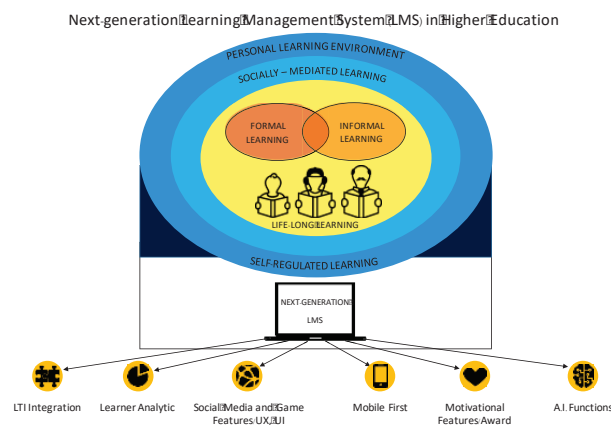 Next-generation Learning Management System (LMS) in Higher Education
PERSONAL LEARNING ENVIRONMENT
SOCIALLY – MEDIATED LEARNING
FORMAL
LEARNING
INFORMAL
LEARNING
LIFE-LONG LEARNING
SELF-REGULATED LEARNING
NEXT-GENERATION
LMS
LTI Integration
Learner Analytic
Social Media and Game
Features UX, UI
Mobile First
Motivational
Features Award
A.I. Functions